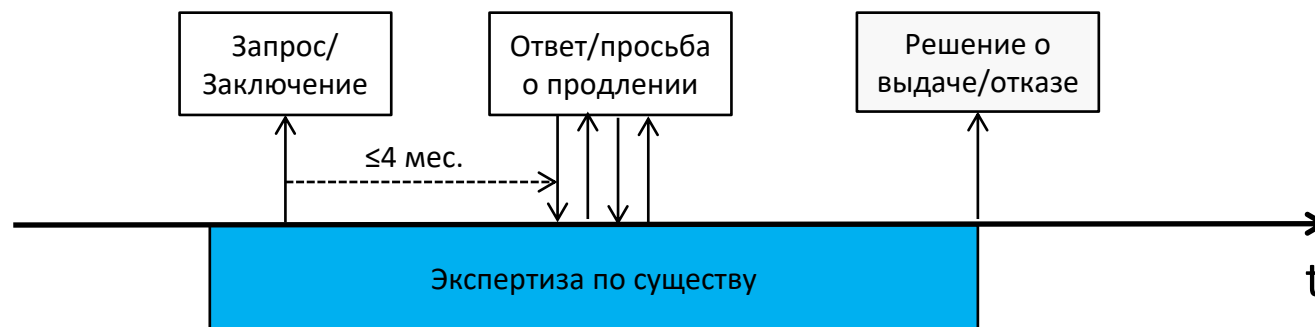 Запрос/
Заключение
Ответ/просьба
о продлении
Решение о
выдаче/отказе
≤4 мес.
Экспертиза по существу
t